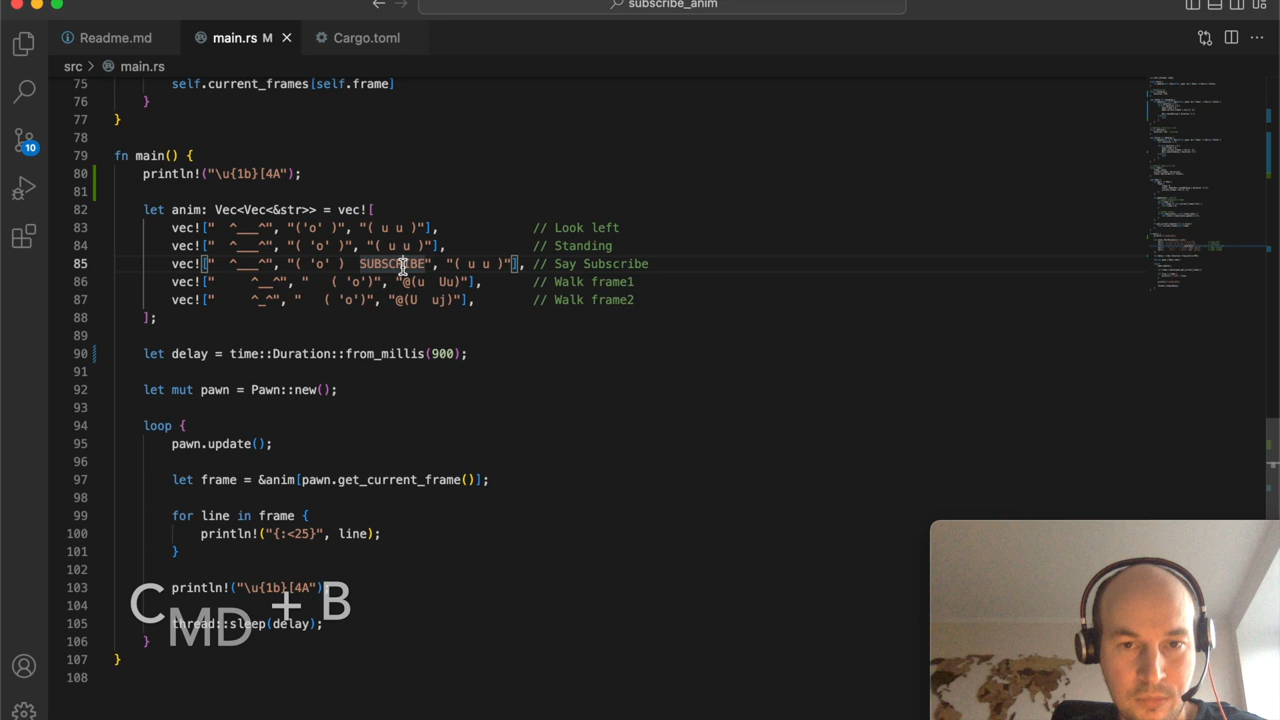 subscribe_anim
Readme.md main.rs M Cargo.toml
src > main.rs
75 self.current_frames[self.frame]
76 }
77 }
78
79 fn main() {
80 println!("\u{1b}[4A");
81
82 let anim: Vec<Vec<&str>> = vec![
83 vec!["  ^___^", "('o' )", "( u u )"], // Look left
84 vec!["  ^___^", "( 'o' )", "( u u )"], // Standing
85 vec!["  ^___^", "( 'o' )  SUBSCRIBE", "( u u )"], // Say Subscribe
86 vec!["     ^__^", "   ( 'o')", "@(u  Uu)"], // Walk frame1
87 vec!["     ^_^", "   ( 'o')", "@(U  uj)"], // Walk frame2
88 ];
89
90 let delay = time::Duration::from_millis(900);
91
92 let mut pawn = Pawn::new();
93
94 loop {
95 pawn.update();
96
97 let frame = &anim[pawn.get_current_frame()];
98
99 for line in frame {
100 println!("{:<25}", line);
101 }
102
103 println!("\u{1b}[4A");
104
105 thread::sleep(delay);
106 }
107 }
108
10
CMD + B